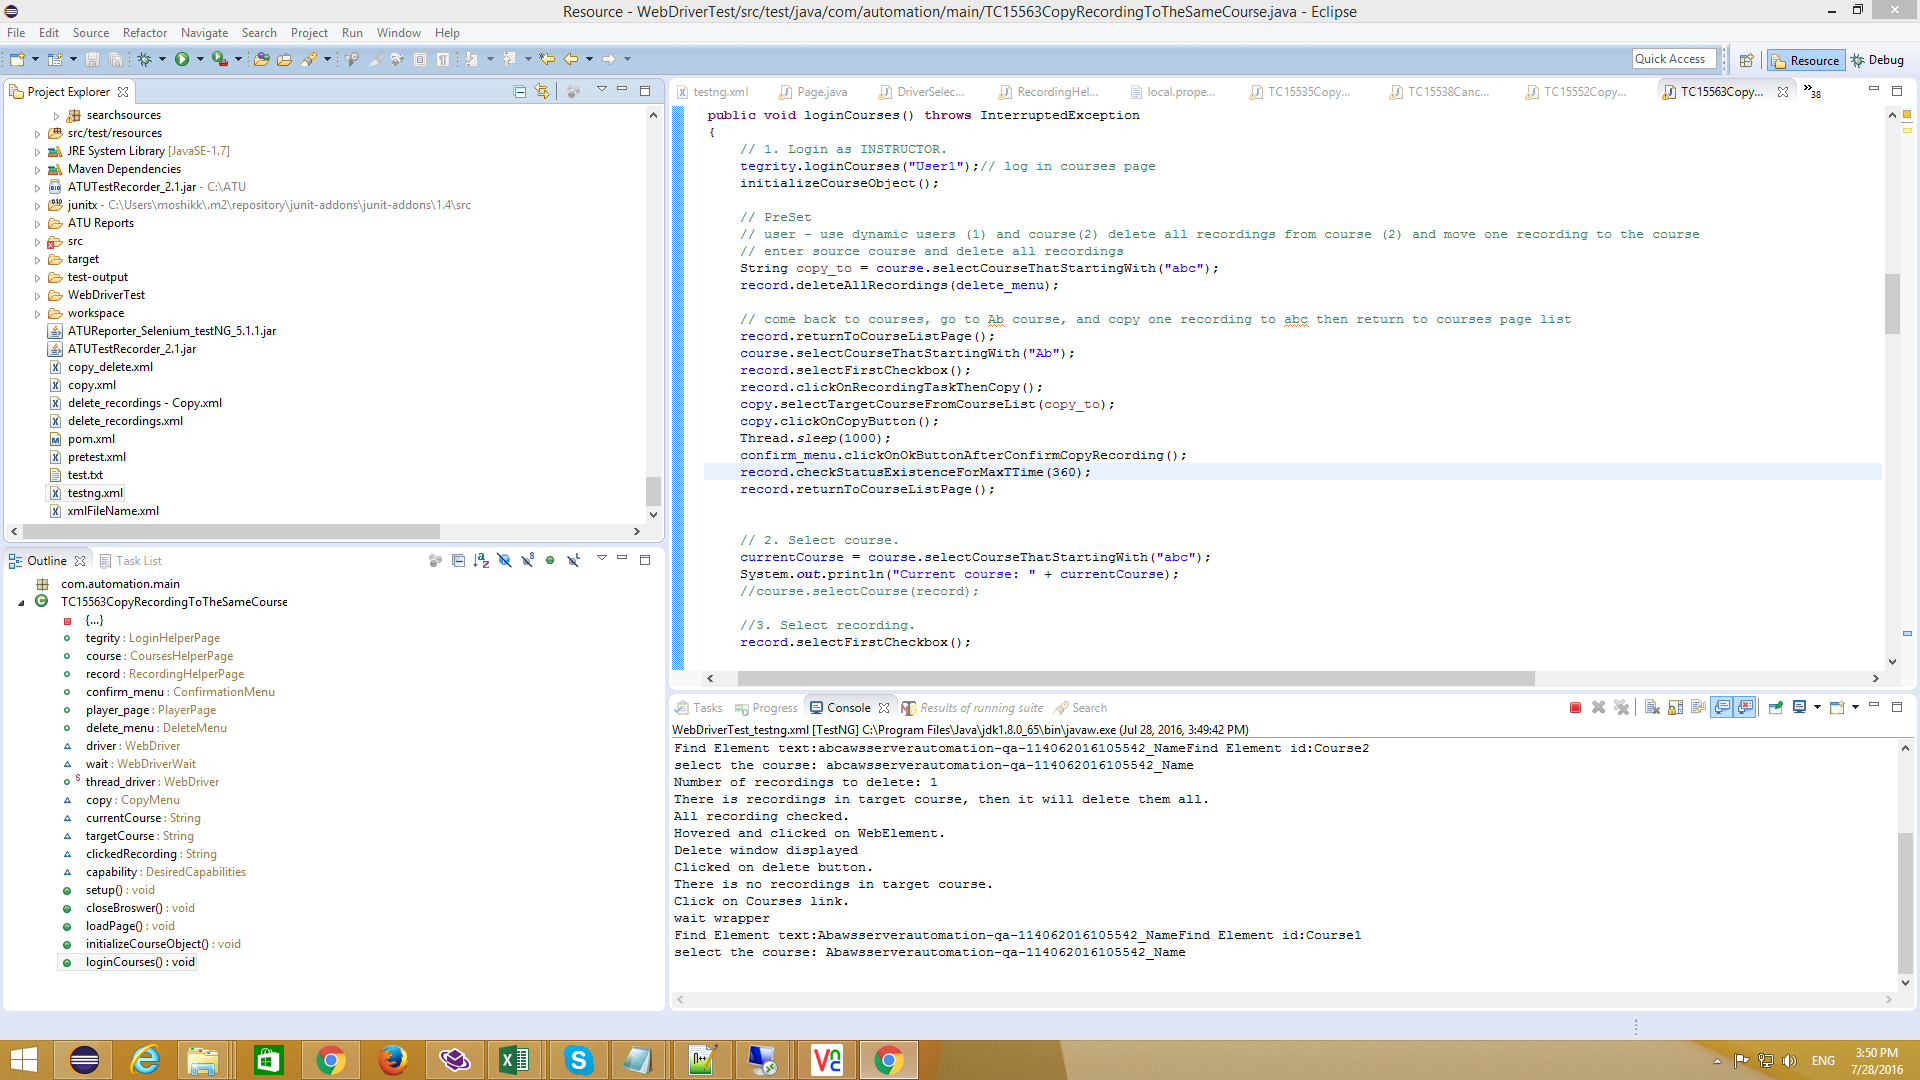 Resource - WebDriverTest/src/test/java/com/automation/main/TC15563CopyRecordingToTheSameCourse.java - Eclipse
File Edit Source Refactor Navigate Search Project Run Window Help
Quick Access
Resource
Debug
Project Explorer
searchsources
src/test/resources
JRE System Library [JavaSE-1.7]
Maven Dependencies
ATUTestRecorder_2.1.jar - C:\ATU
junitx - C:\Users\moshikk\.m2\repository\junit-addons\junit-addons\1.4\src
ATU Reports
src
target
test-output
WebDriverTest
workspace
ATUReporter_Selenium_testNG_5.1.1.jar
ATUTestRecorder_2.1.jar
copy_delete.xml
copy.xml
delete_recordings - Copy.xml
delete_recordings.xml
pom.xml
pretest.xml
test.txt
testng.xml
xmlFileName.xml
Outline
Task List
com.automation.main
TC15563CopyRecordingToTheSameCourse
{...}
tegrity : LoginHelperPage
course : CoursesHelperPage
record : RecordingHelperPage
confirm_menu : ConfirmationMenu
player_page : PlayerPage
delete_menu : DeleteMenu
driver : WebDriver
wait : WebDriverWait
thread_driver : WebDriver
copy : CopyMenu
currentCourse : String
targetCourse : String
clickedRecording : String
capability : DesiredCapabilities
setup() : void
closeBroswer() : void
loadPage() : void
initializeCourseObject() : void
loginCourses() : void
testng.xml
Page.java
DriverSelec...
RecordingHel...
local.prope...
TC15535Copy...
TC15538Canc...
TC15552Copy...
TC15563Copy...
38
public void loginCourses() throws InterruptedException
{
// 1. Login as INSTRUCTOR.
tegrity.loginCourses("User1");// log in courses page
initializeCourseObject();
// PreSet
// user - use dynamic users (1) and course(2) delete all recordings from course (2) and move one recording to the course
// enter source course and delete all recordings
String copy_to = course.selectCourseThatStartingWith("abc");
record.deleteAllRecordings(delete_menu);
// come back to courses, go to Ab course, and copy one recording to abc then return to courses page list
record.returnToCourseListPage();
course.selectCourseThatStartingWith("Ab");
record.selectFirstCheckbox();
record.clickOnRecordingTaskThenCopy();
copy.selectTargetCourseFromCourseList(copy_to);
copy.clickOnCopyButton();
Thread.sleep(1000);
confirm_menu.clickOnOkButtonAfterConfirmCopyRecording();
record.checkStatusExistenceForMaxTTime(360);
record.returnToCourseListPage();
// 2. Select course.
currentCourse = course.selectCourseThatStartingWith("abc");
System.out.println("Current course: " + currentCourse);
//course.selectCourse(record);
//3. Select recording.
record.selectFirstCheckbox();
Tasks
Progress
Console
Results of running suite
Search
WebDriverTest_testng.xml [TestNG] C:\Program Files\Java\jdk1.8.0_65\bin\javaw.exe (Jul 28, 2016, 3:49:42 PM)
Find Element text:abcawsserverautomation-qa-114062016105542_NameFind Element id:Course2
select the course: abcawsserverautomation-qa-114062016105542_Name
Number of recordings to delete: 1
There is recordings in target course, then it will delete them all.
All recording checked.
Hovered and clicked on WebElement.
Delete window displayed
Clicked on delete button.
There is no recordings in target course.
Click on Courses link.
wait wrapper
Find Element text:Abawsserverautomation-qa-114062016105542_NameFind Element id:Course1
select the course: Abawsserverautomation-qa-114062016105542_Name
ENG
3:50 PM
7/28/2016